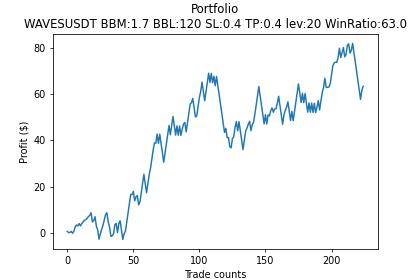 Portfolio
WAVESUSDT BBM:1.7 BBL:120 SL:0.4 TP:0.4 lev:20 WinRatio:63.0
80
60
40
20
0
Profit ($)
0 50 100 150 200
Trade counts